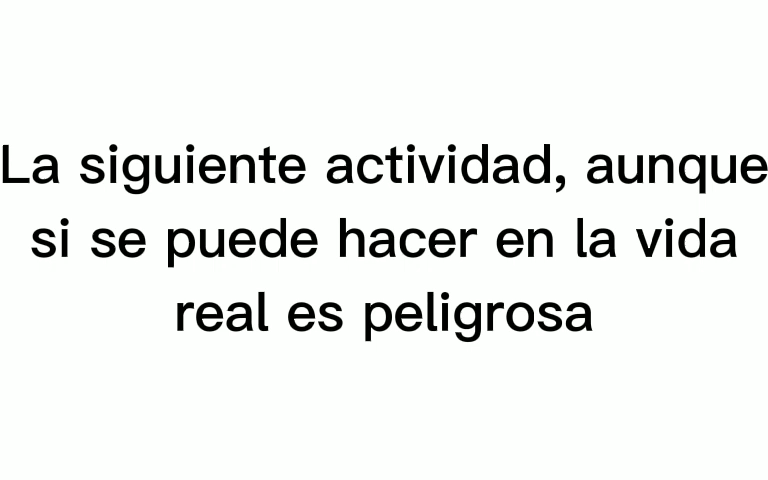 La siguiente actividad, aunque
si se puede hacer en la vida
real es peligrosa